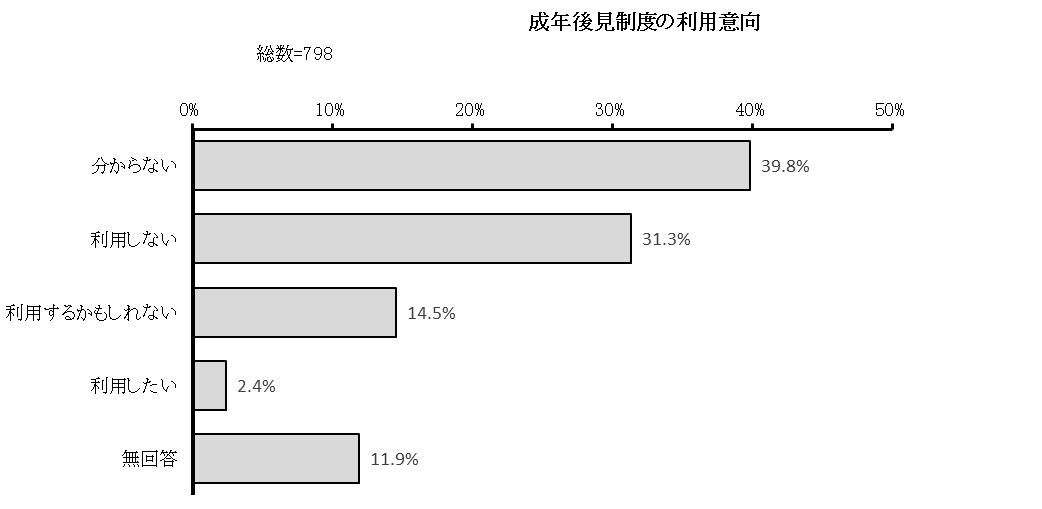 成年後見制度の利用意向
総数=798
0% 10% 20% 30% 40% 50%
分からない 39.8%
利用しない 31.3%
利用するかもしれない 14.5%
利用したい 2.4%
無回答 11.9%